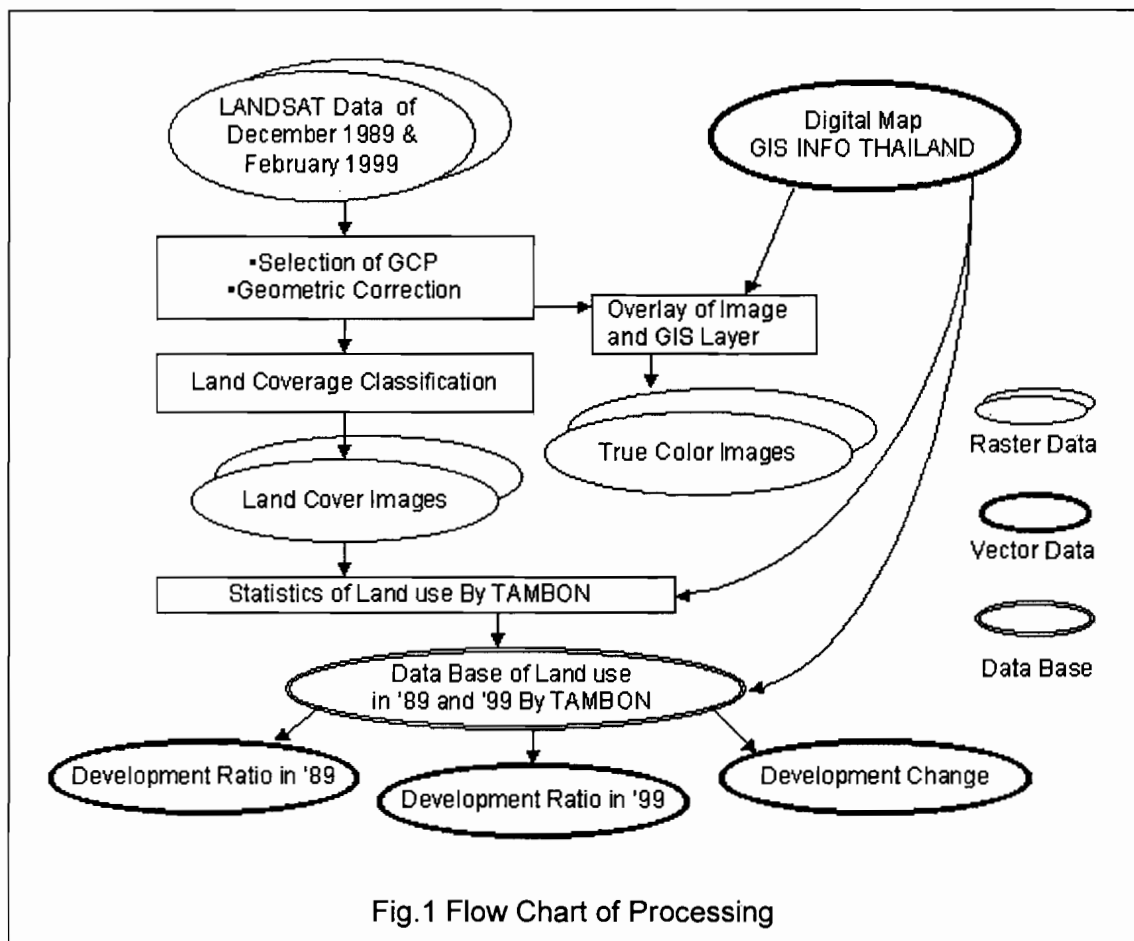 LANDSAT Data of
December 1989 &
February 1999
Digital Map
GIS INFO THAILAND
▪Selection of GCP
▪Geometric Correction
Overlay of Image
and GIS Layer
Land Coverage Classification
True Color Images
Raster Data
Land Cover Images
Vector Data
Statistics of Land use By TAMBON
Data Base of Land use
in '89 and '99 By TAMBON
Data Base
Development Ratio in '89
Development Ratio in '99
Development Change
Fig.1 Flow Chart of Processing